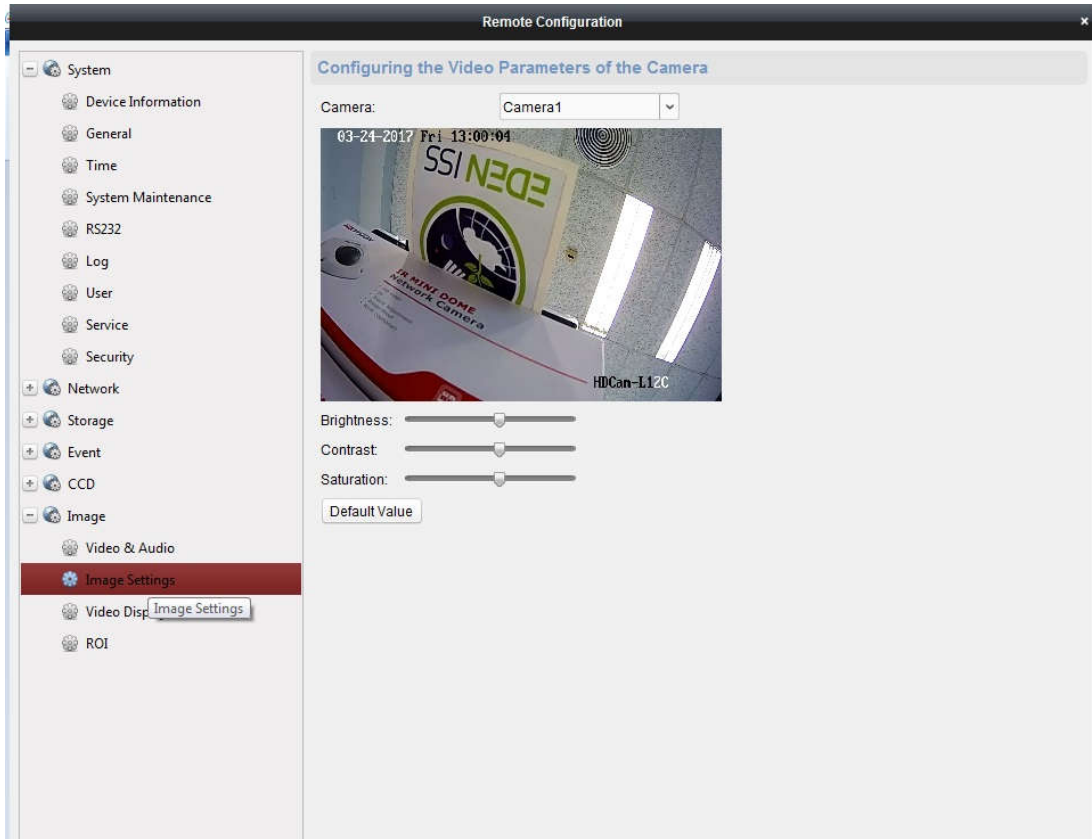 Remote Configuration
System
Device Information
General
Time
System Maintenance
RS232
Log
User
Service
Security
Network
Storage
Event
CCD
Image
Video & Audio
Image Settings
Video Disp
Image Settings
ROI
Configuring the Video Parameters of the Camera
Camera:
Camera1
03-24-2017 Fri 13:00:04
EDEN
ISS
IR MINI DOME
Network Camera
HDCam-L12C
Brightness:
Contrast:
Saturation:
Default Value